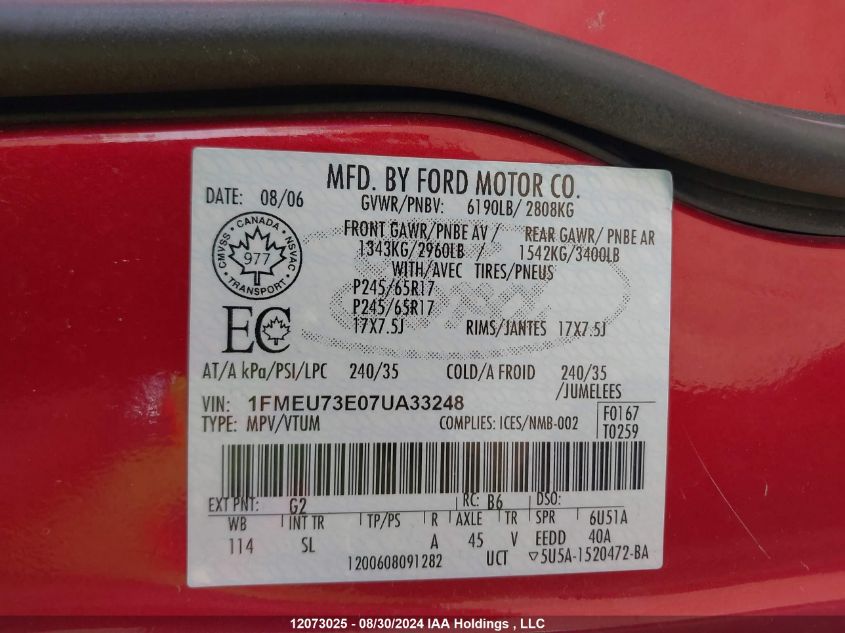 MFD. BY FORD MOTOR CO.
DATE: 08/06
GVWR/PNBV: 6190LB/ 2808KG
FRONT GAWR/PNBE AV / REAR GAWR/ PNBE AR
1343KG/2960LB / 1542KG/3400LB
WITH/AVEC TIRES/PNEUS
CMVSS · CANADA · NSVAC
977
TRANSPORT
P245/65R17
P245/65R17
17X7.5J RIMS/JANTES 17X7.5J
EC
AT/A kPa/PSI/LPC 240/35 COLD/A FROID 240/35
/JUMELEES
VIN: 1FMEU73E07UA33248
F0167
TYPE: MPV/VTUM COMPLIES: ICES/NMB-002
T0259
EXT PNT: G2 RC: B6 DSO:
WB INT TR TP/PS R AXLE TR SPR 6U51A
114 SL A 45 V EEDD 40A
1200608091282 UCT ▽5U5A-1520472-BA
12073025 - 08/30/2024 IAA Holdings , LLC